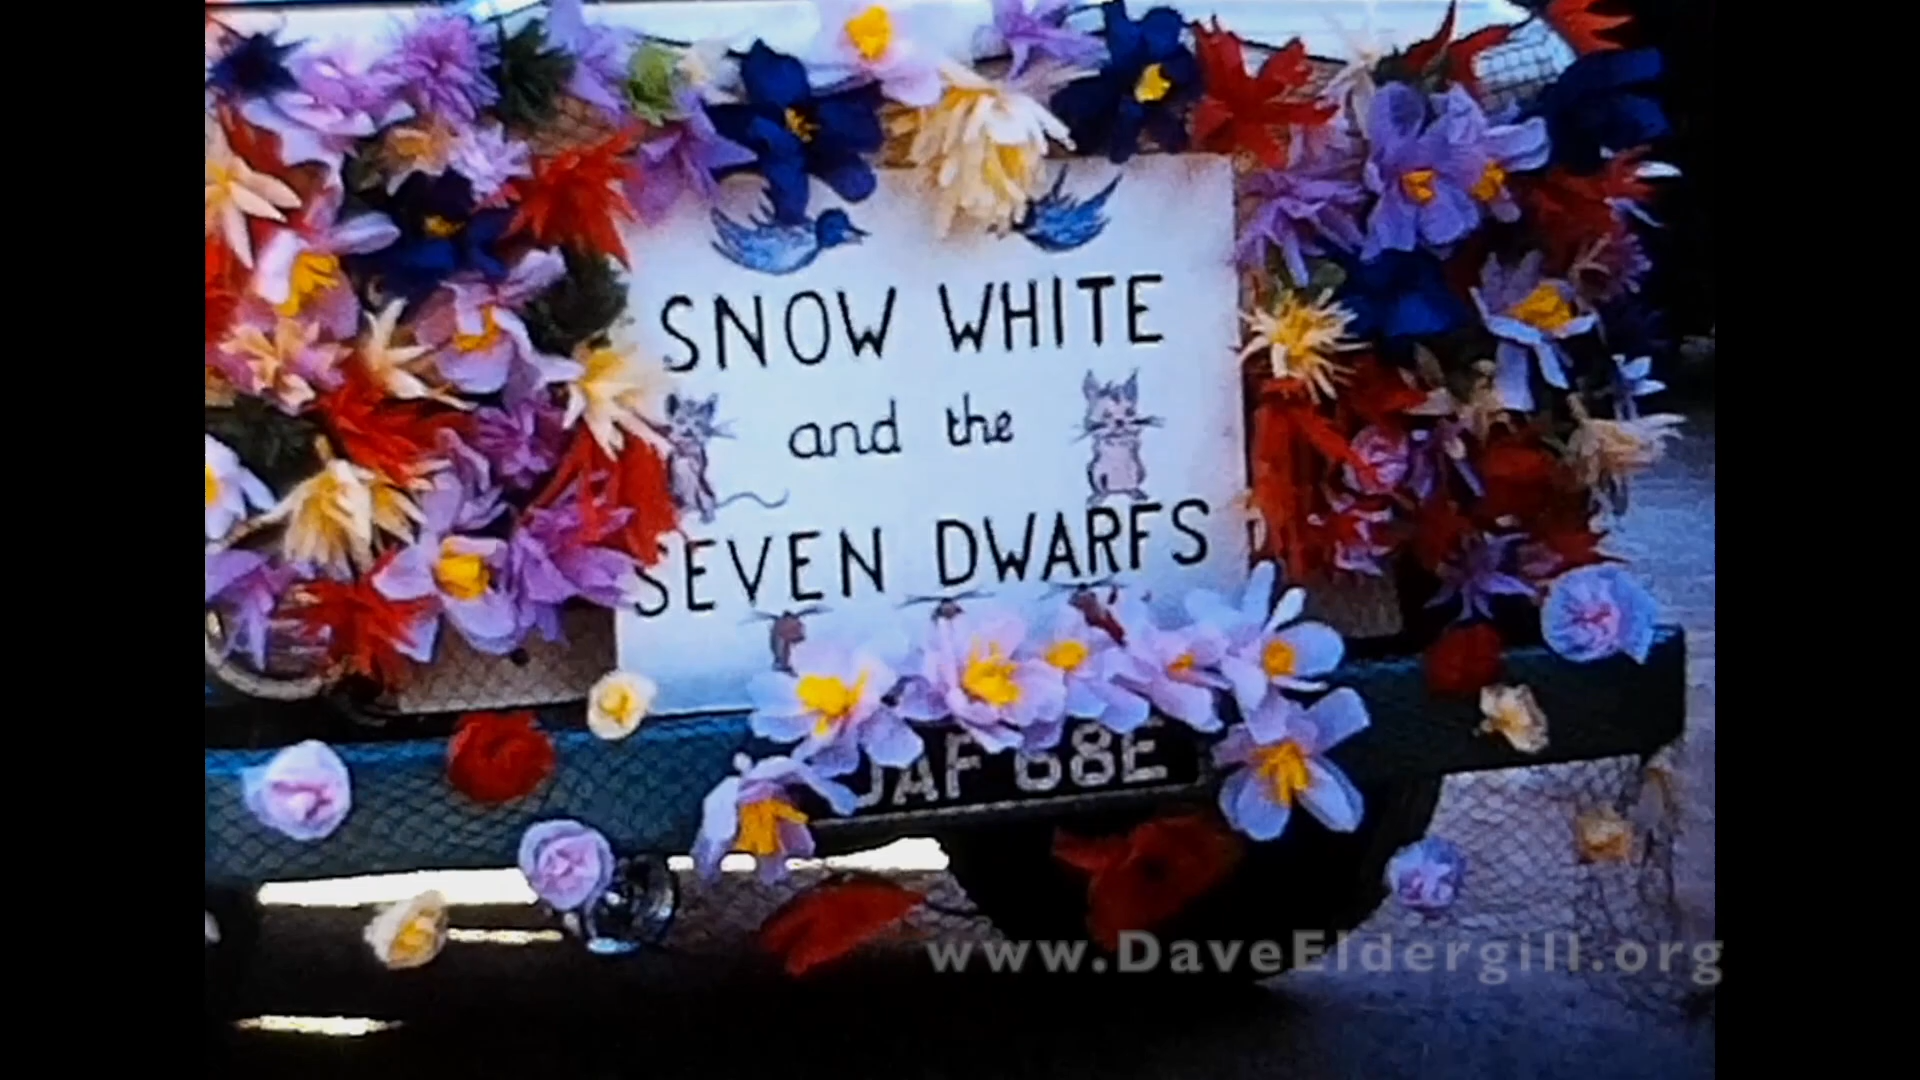 SNOW WHITE
and the
SEVEN DWARFS
JAF 68E
www.DaveEldergill.org